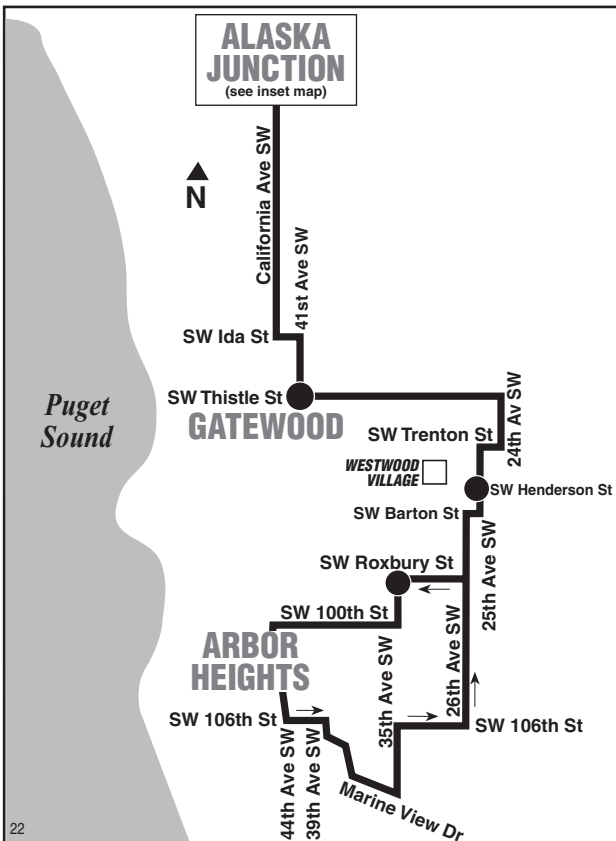 ALASKA
JUNCTION
(see inset map)
N
California Ave SW
41st Ave SW
SW Ida St
SW Thistle St
GATEWOOD
Puget
Sound
24th Av SW
SW Trenton St
WESTWOOD
VILLAGE
SW Henderson St
SW Barton St
25th Ave SW
SW Roxbury St
SW 100th St
ARBOR
HEIGHTS
35th Ave SW
26th Ave SW
SW 106th St
SW 106th St
44th Ave SW
39th Ave SW
Marine View Dr
22